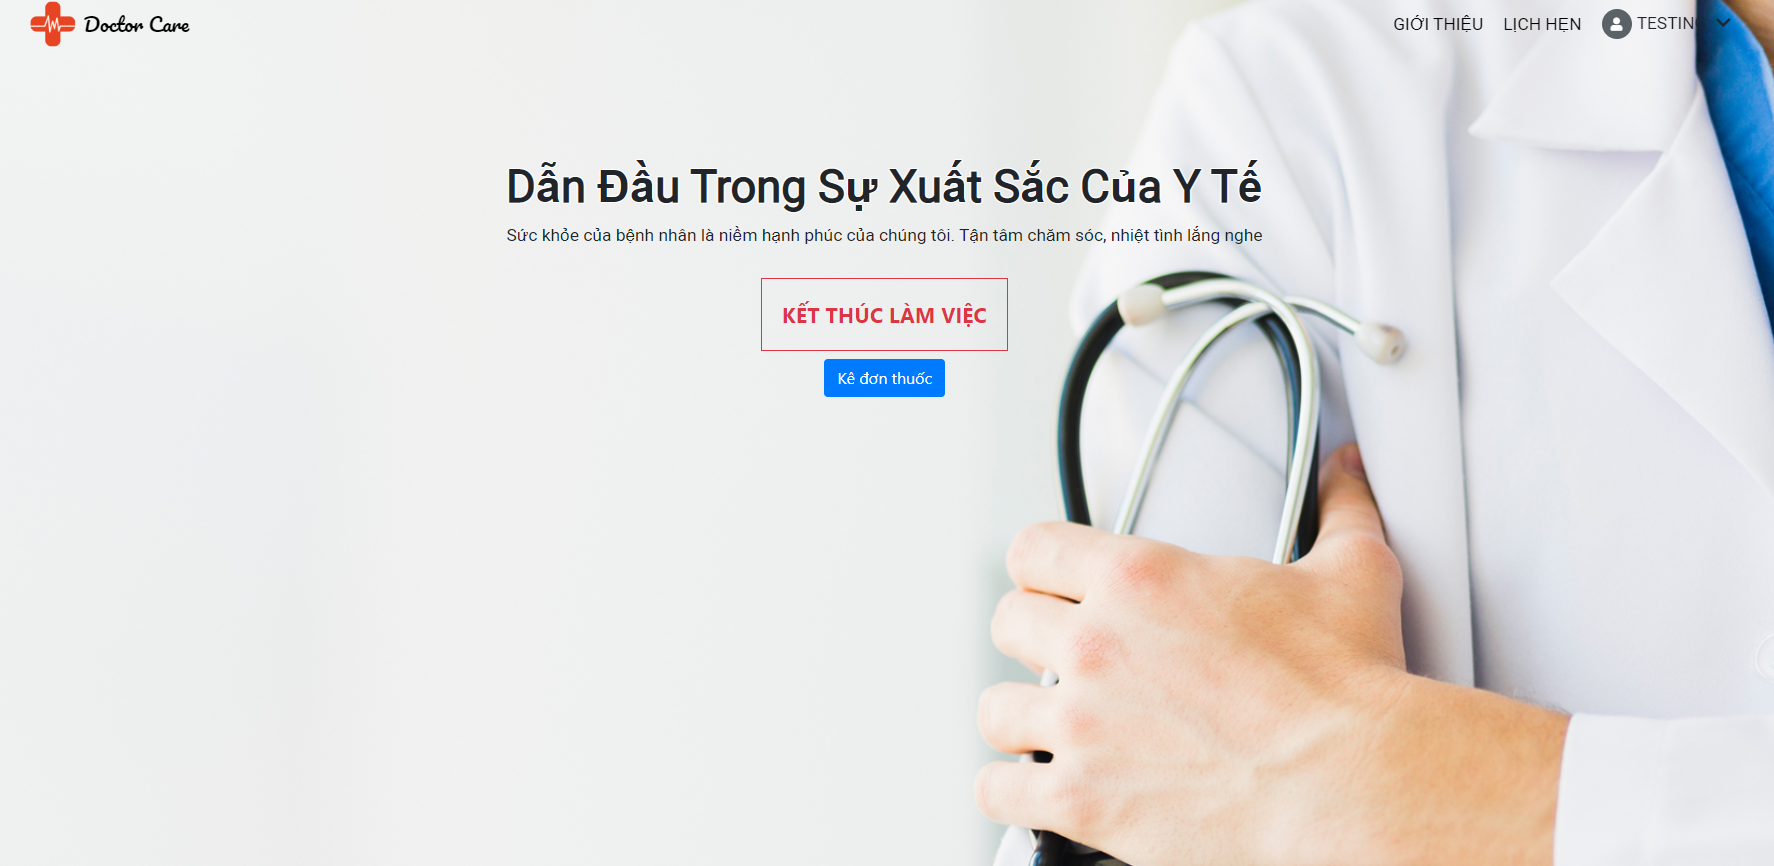 Doctor Care
GIỚI THIỆU LỊCH HẸN TESTING
Dẫn Đầu Trong Sự Xuất Sắc Của Y Tế
Sức khỏe của bệnh nhân là niềm hạnh phúc của chúng tôi. Tận tâm chăm sóc, nhiệt tình lắng nghe
KẾT THÚC LÀM VIỆC
Kê đơn thuốc